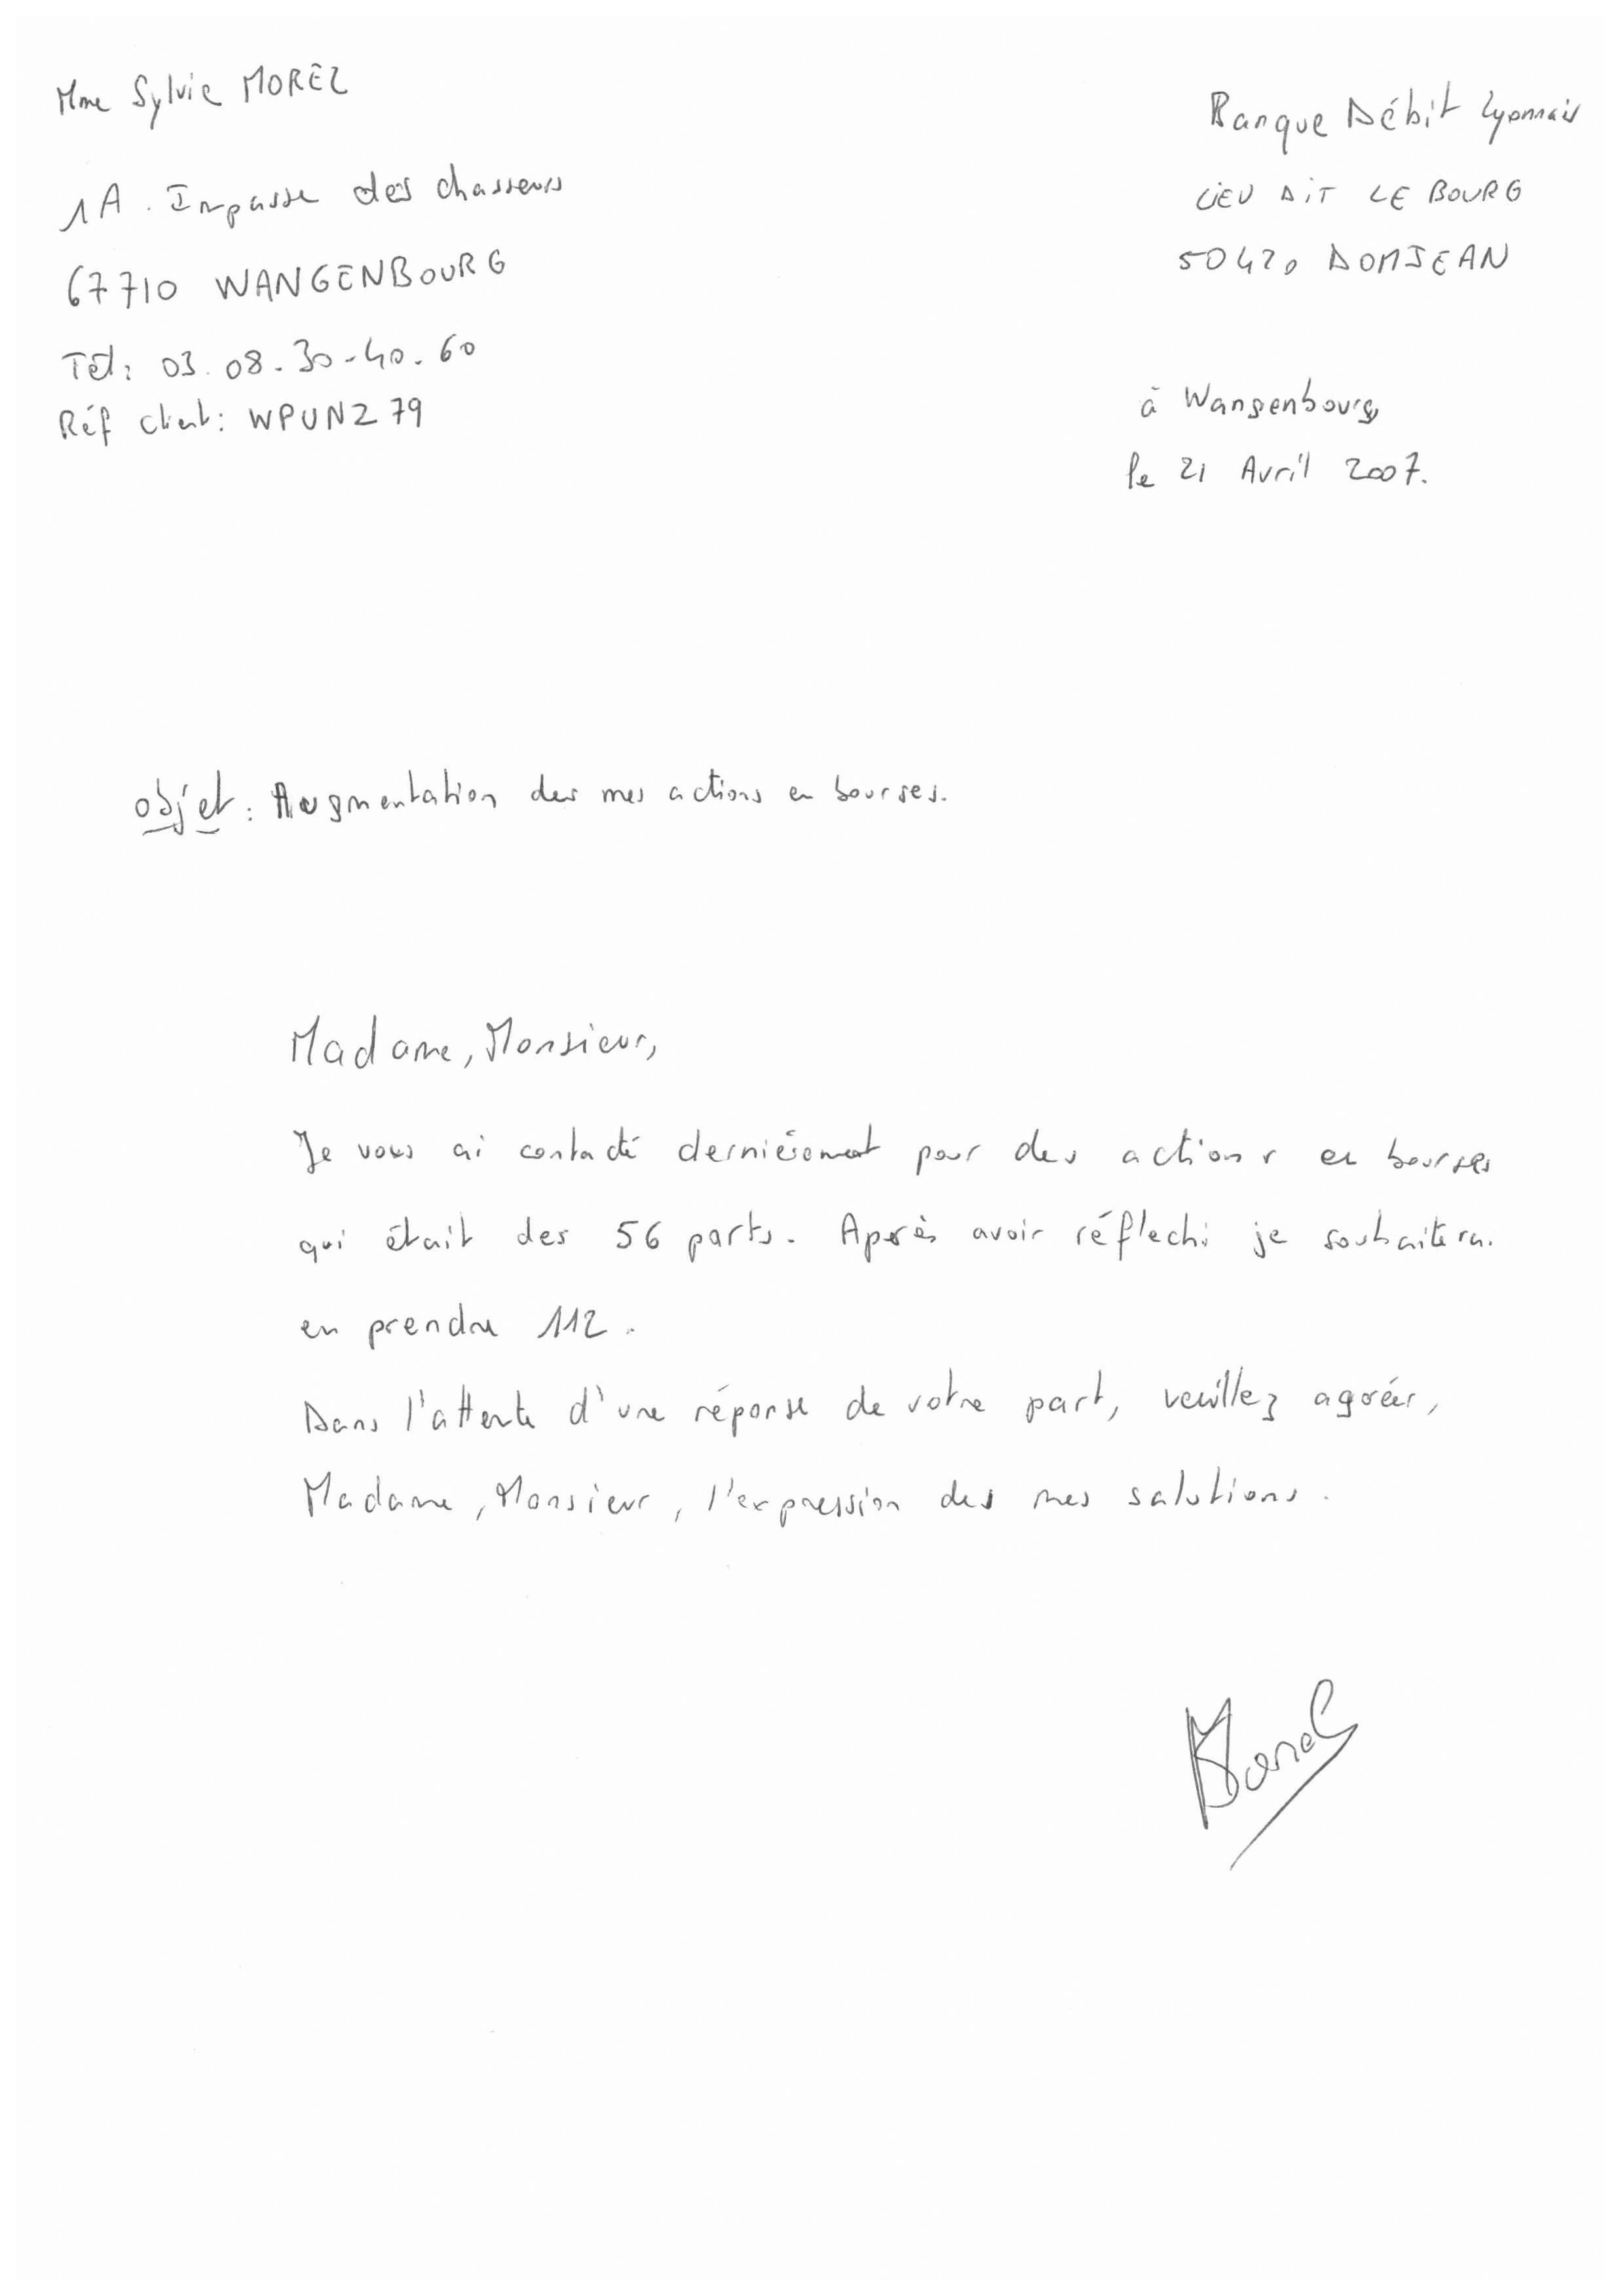 Mme Sylvie MOREL
1A. Impasse des chasseurs
67710 WANGENBOURG
Tél: 03.08.30.40.60
Réf client: WPUNZ79
Banque Débit Lyonnais
LIEU DIT LE BOURG
50420 DOMJEAN
à Wangenbourg
le 21 Avril 2007.
Objet: Augmentation des mes actions en bourses.
Madame, Monsieur,
Je vous ai contacté dernièrement pour des actions en bourses
qui était des 56 parts. Après avoir réflechi je souhaiterai
en prendre 112.
Dans l'attente d'une réponse de votre part, veuillez agréér,
Madame, Monsieur, l'expression des mes salutions.
Morel